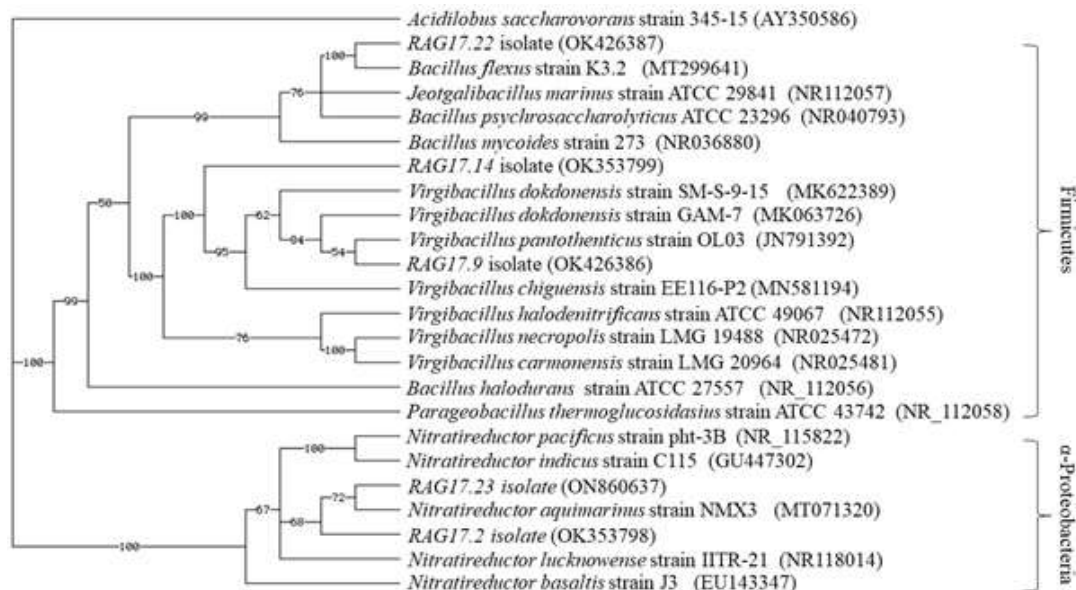 Acidilobus saccharovorans strain 345-15 (AY350586)
RAG17.22 isolate (OK426387)
100
Bacillus flexus strain K3.2 (MT299641)
76
Jeotgalibacillus marinus strain ATCC 29841 (NR112057)
99
Bacillus psychrosaccharolyticus ATCC 23296 (NR040793)
Bacillus mycoides strain 273 (NR036880)
RAG17.14 isolate (OK353799)
Virgibacillus dokdonensis strain SM-S-9-15 (MK622389)
50
100
62
Virgibacillus dokdonensis strain GAM-7 (MK063726)
Firmicutes
84
Virgibacillus pantothenticus strain OL03 (JN791392)
95
54
RAG17.9 isolate (OK426386)
100
Virgibacillus chiguensis strain EE116-P2 (MN581194)
99
Virgibacillus halodenitrificans strain ATCC 49067 (NR112055)
76
Virgibacillus necropolis strain LMG 19488 (NR025472)
100
Virgibacillus carmonensis strain LMG 20964 (NR025481)
100
Bacillus halodurans strain ATCC 27557 (NR_112056)
Parageobacillus thermoglucosidasius strain ATCC 43742 (NR_112058)
Nitratireductor pacificus strain pht-3B (NR_115822)
100
Nitratireductor indicus strain C115 (GU447302)
RAG17.23 isolate (ON860637)
72
67
Nitratireductor aquimarinus strain NMX3 (MT071320)
68
α-Proteobacteria
RAG17.2 isolate (OK353798)
100
Nitratireductor lucknowense strain IITR-21 (NR118014)
Nitratireductor basaltis strain J3 (EU143347)